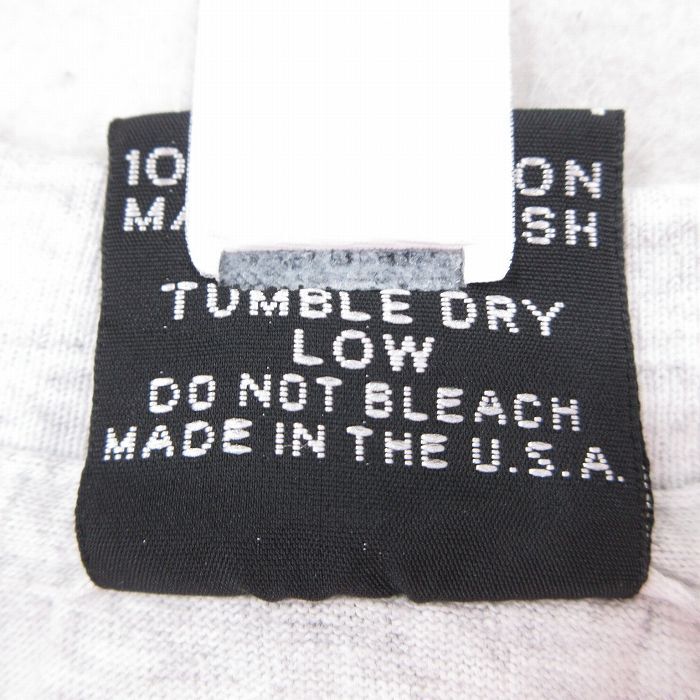 TUMBLE DRY
LOW
DO NOT BLEACH
MADE IN THE U.S.A.